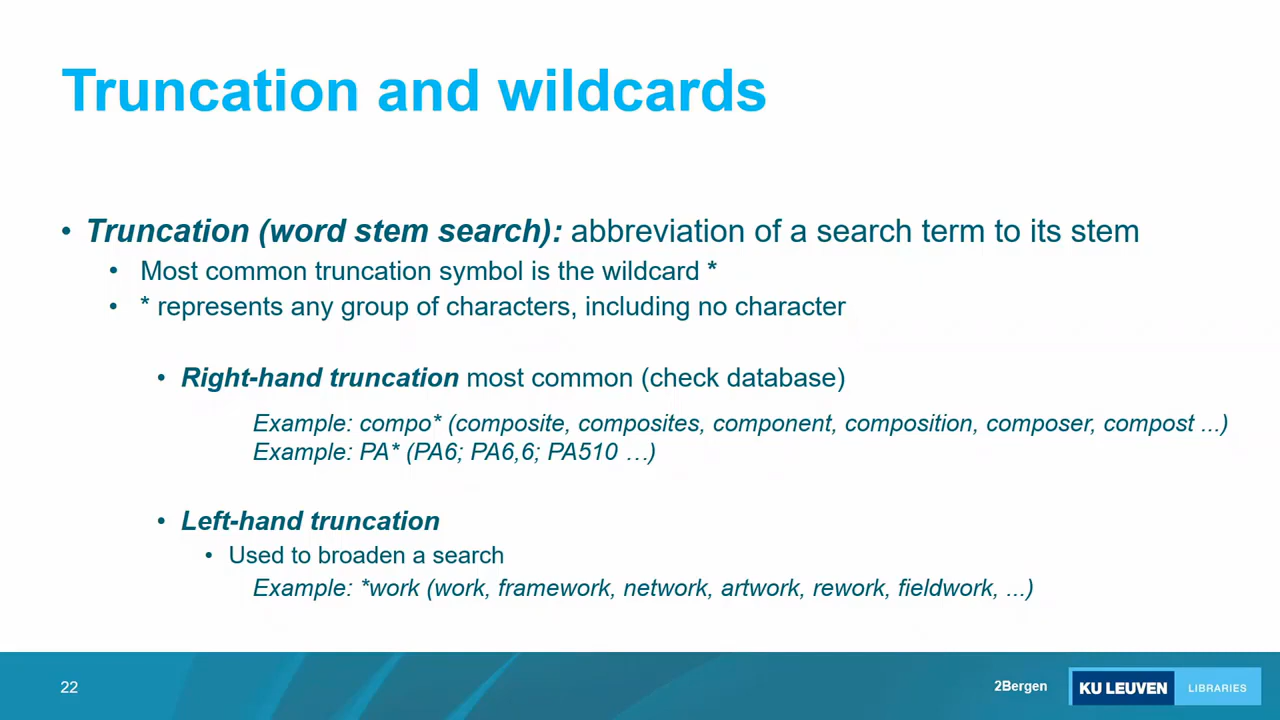 Truncation and wildcards
• Truncation (word stem search): abbreviation of a search term to its stem
• Most common truncation symbol is the wildcard *
• * represents any group of characters, including no character
• Right-hand truncation most common (check database)
Example: compo* (composite, composites, component, composition, composer, compost ...)
Example: PA* (PA6; PA6,6; PA510 …)
• Left-hand truncation
• Used to broaden a search
Example: *work (work, framework, network, artwork, rework, fieldwork, ...)
22
2Bergen
KU LEUVEN LIBRARIES